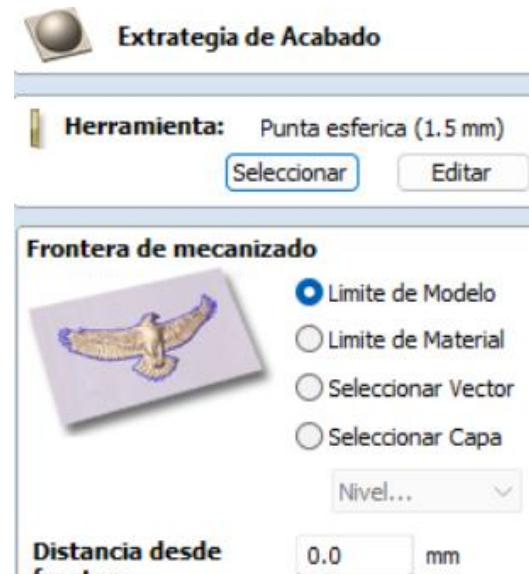 Extrategia de Acabado
Herramienta: Punta esferica (1.5 mm)
Seleccionar Editar
Frontera de mecanizado
Limite de Modelo
Limite de Material
Seleccionar Vector
Seleccionar Capa
Nivel...
Distancia desde 0.0 mm